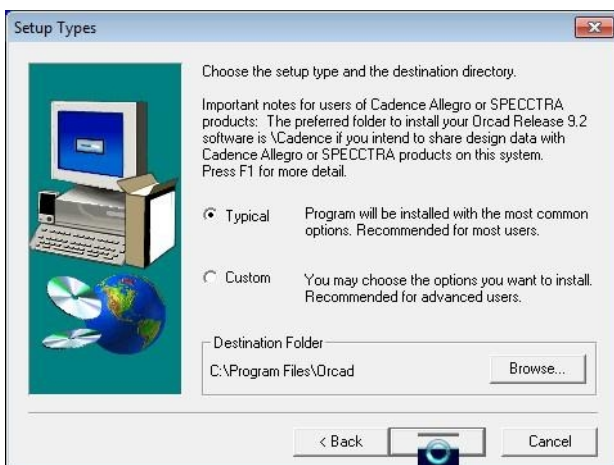 Setup Types
Choose the setup type and the destination directory.
Important notes for users of Cadence Allegro or SPECCTRA
products: The preferred folder to install your Orcad Release 9.2
software is \Cadence if you intend to share design data with
Cadence Allegro or SPECCTRA products on this system.
Press F1 for more detail.
Typical Program will be installed with the most common
options. Recommended for most users.
Custom You may choose the options you want to install.
Recommended for advanced users.
Destination Folder
C:\Program Files\Orcad Browse...
< Back Cancel